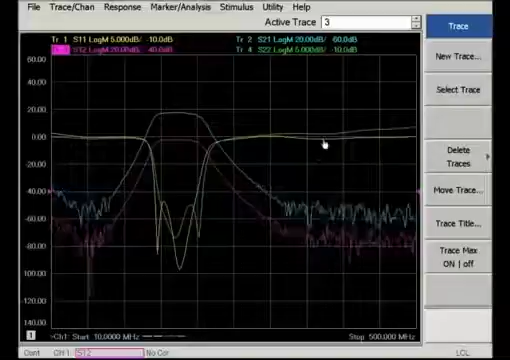 File Trace/Chan Response Marker/Analysis Stimulus Utility Help
Active Trace 3
Trace
Tr 1 S11 LogM 5.000dB/ -10.0dB
Tr 2 S21 LogM 20.00dB/ -60.0dB
S12 LogM 20.00dB/ -40.0dB
Tr 4 S22 LogM 5.000dB/ -10.0dB
New Trace...
Select Trace
Delete Traces
Move Trace...
Trace Title...
Trace Max
ON | off
60.00
20.00
0.00
-20.00
-40.00
-60.00
80.00
100.00
120.00
140.00
1
>Ch1: Start 10.0000 MHz
Stop 500.000 MHz
Cont CH 1: S12 No Cor LCL